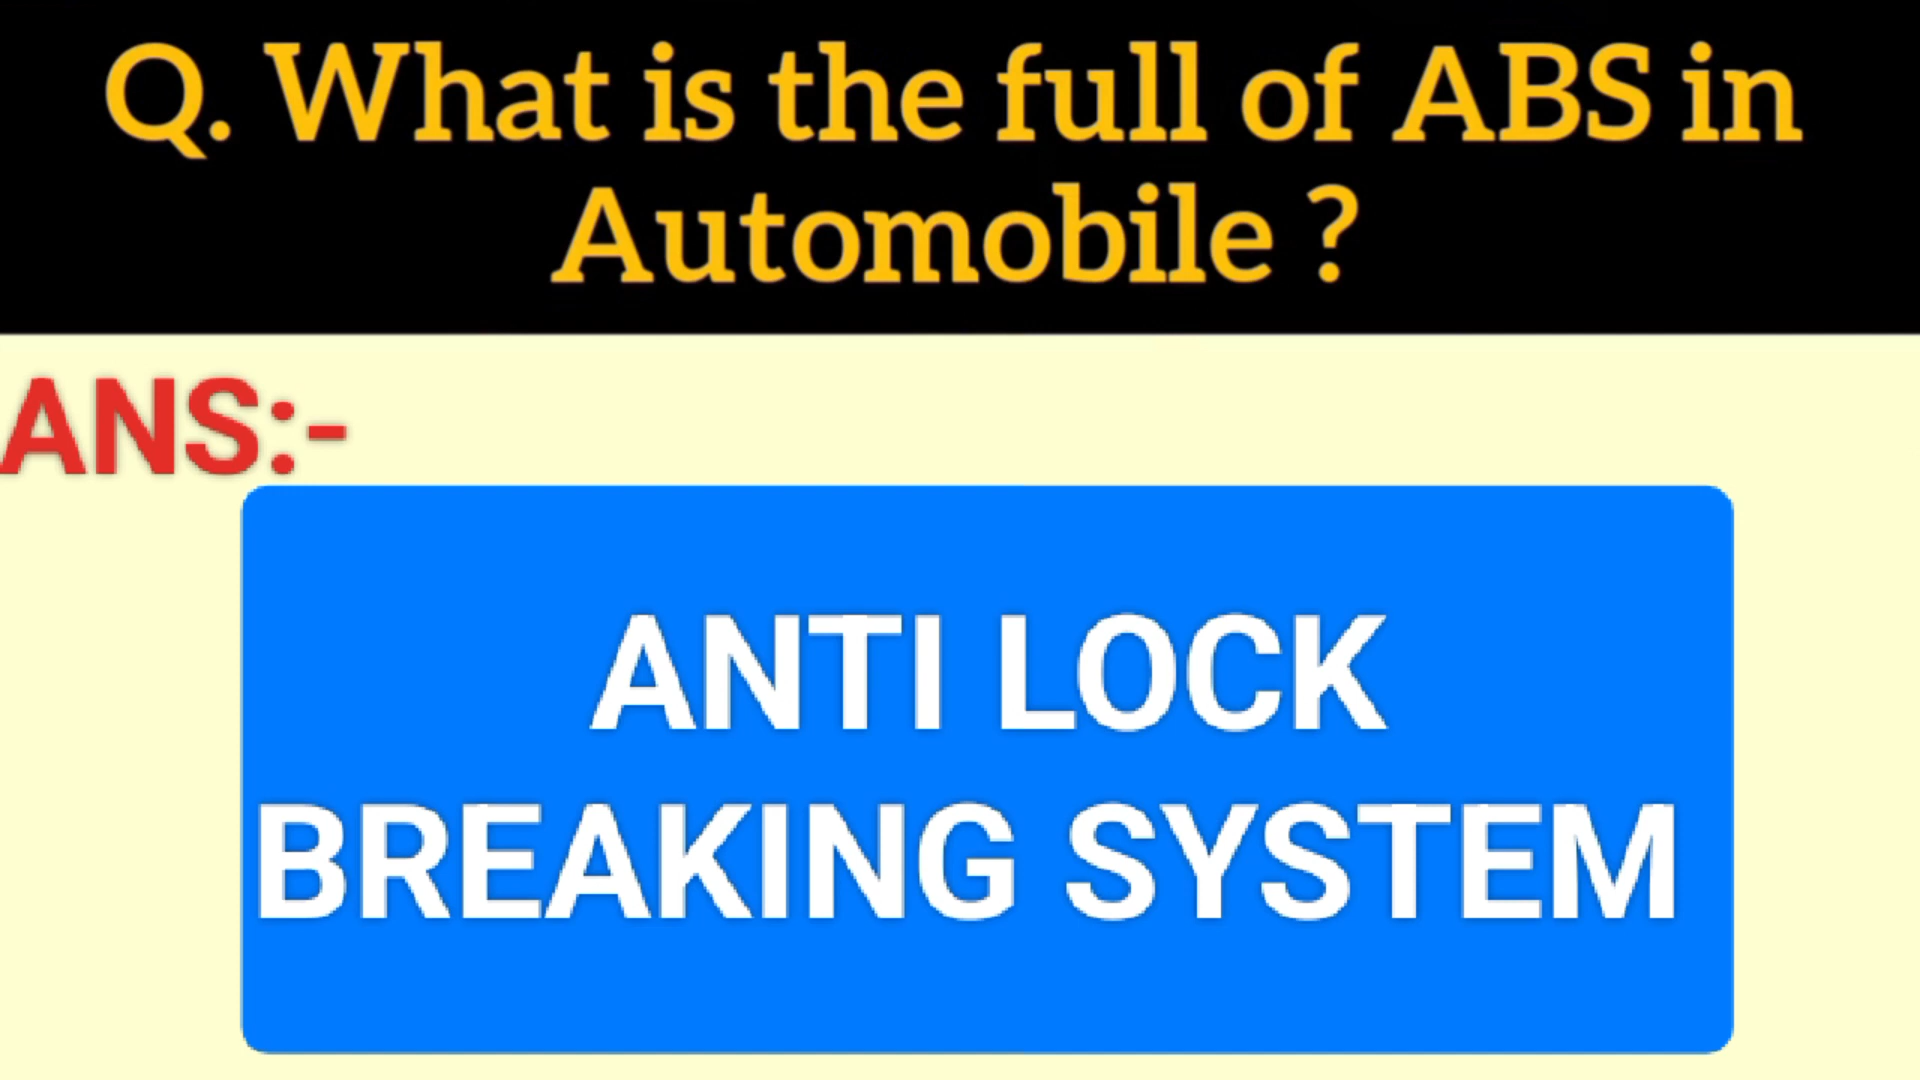 Q. What is the full of ABS in
Automobile ?
ANS:-
ANTI LOCK
BREAKING SYSTEM